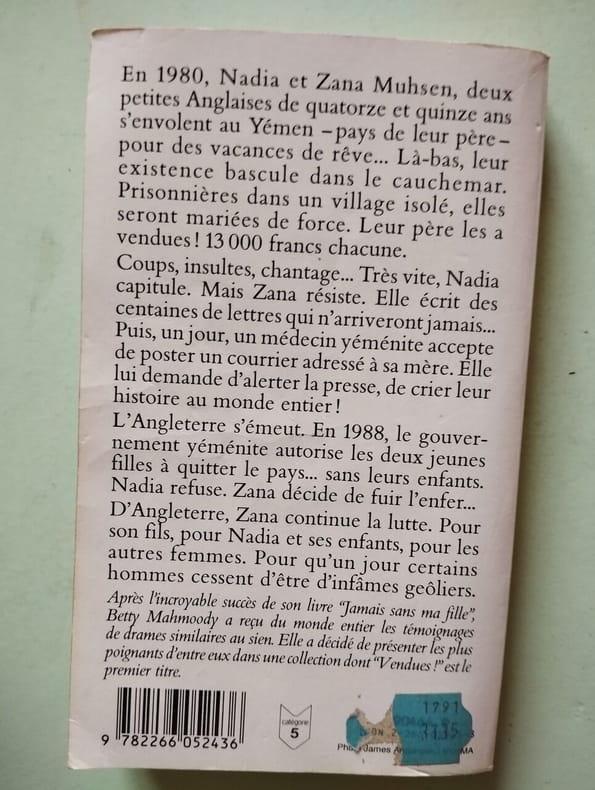 En 1980, Nadia et Zana Muhsen, deux
petites Anglaises de quatorze et quinze ans
s'envolent au Yémen –pays de leur père–
pour des vacances de rêve... Là-bas, leur
existence bascule dans le cauchemar.
Prisonnières dans un village isolé, elles
seront mariées de force. Leur père les a
vendues ! 13 000 francs chacune.
Coups, insultes, chantage... Très vite, Nadia
capitule. Mais Zana résiste. Elle écrit des
centaines de lettres qui n'arriveront jamais...
Puis, un jour, un médecin yéménite accepte
de poster un courrier adressé à sa mère. Elle
lui demande d'alerter la presse, de crier leur
histoire au monde entier !
L'Angleterre s'émeut. En 1988, le gouver-
nement yéménite autorise les deux jeunes
filles à quitter le pays... sans leurs enfants.
Nadia refuse. Zana décide de fuir l'enfer...
D'Angleterre, Zana continue la lutte. Pour
son fils, pour Nadia et ses enfants, pour les
autres femmes. Pour qu'un jour certains
hommes cessent d'être d'infâmes geôliers.
Après l'incroyable succès de son livre "Jamais sans ma fille",
Betty Mahmoody a reçu du monde entier les témoignages
de drames similaires au sien. Elle a décidé de présenter les plus
poignants d'entre eux dans une collection dont "Vendues !" est le
premier titre.
9 782266 052436
catégorie
5
1791
James